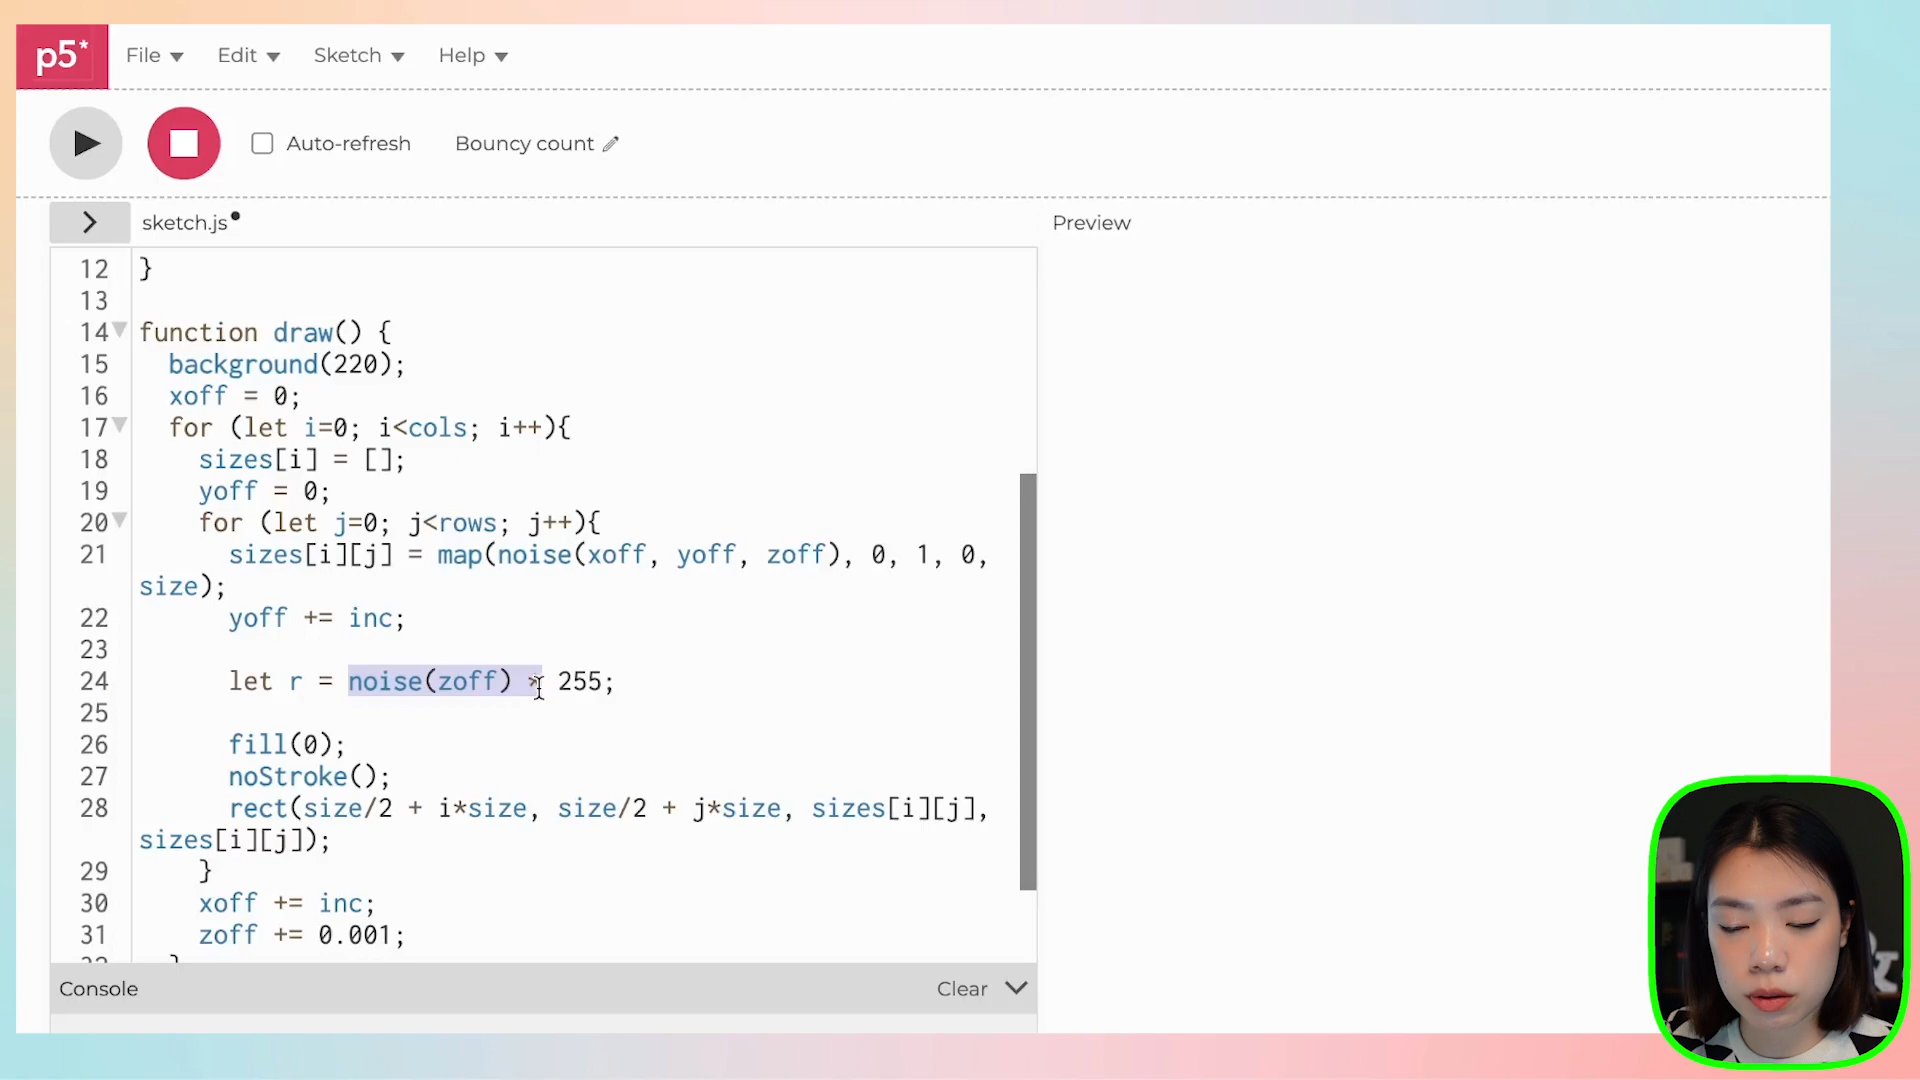 p5*
File
Edit
Sketch
Help
Auto-refresh
Bouncy count
sketch.js
Preview
12 }
13
14 function draw() {
15 background(220);
16 xoff = 0;
17 for (let i=0; i<cols; i++){
18 sizes[i] = [];
19 yoff = 0;
20 for (let j=0; j<rows; j++){
21 sizes[i][j] = map(noise(xoff, yoff, zoff), 0, 1, 0,
size);
22 yoff += inc;
23
24 let r = noise(zoff) * 255;
25
26 fill(0);
27 noStroke();
28 rect(size/2 + i*size, size/2 + j*size, sizes[i][j],
sizes[i][j]);
29 }
30 xoff += inc;
31 zoff += 0.001;
Console
Clear
&